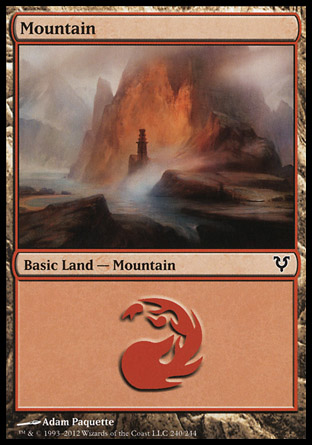 Mountain
Basic Land — Mountain
Adam Paquette
™ & © 1993-2012 Wizards of the Coast LLC 240/244